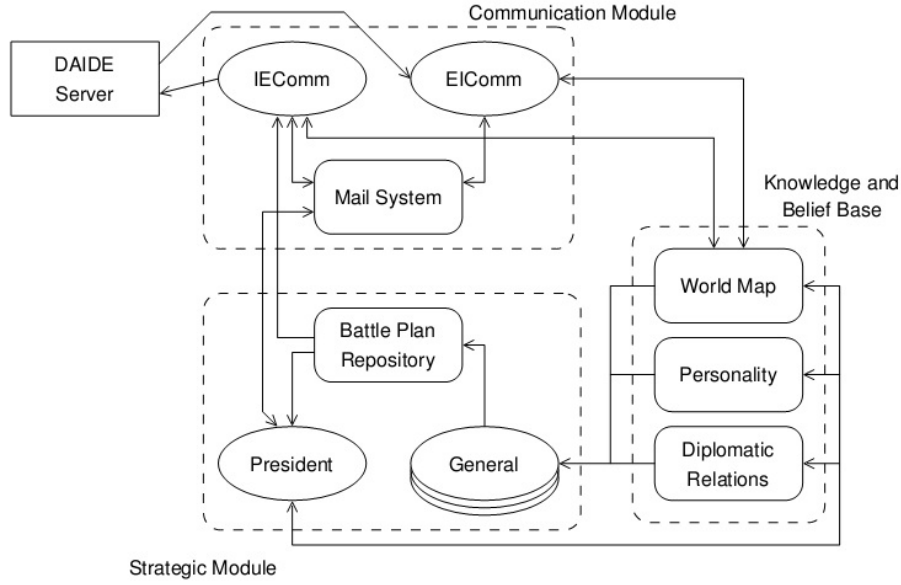 Communication Module
DAIDE
Server
IEComm
EIComm
Mail System
Knowledge and
Belief Base
World Map
Battle Plan
Repository
Personality
President
General
Diplomatic
Relations
Strategic Module